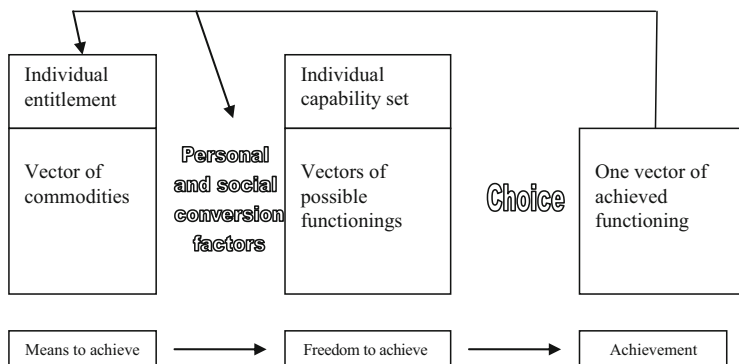 Individual
entitlement
Vector of
commodities
Personal
and social
conversion
factors
Individual
capability set
Vectors of
possible
functionings
Choice
One vector of
achieved
functioning
Means to achieve
Freedom to achieve
Achievement